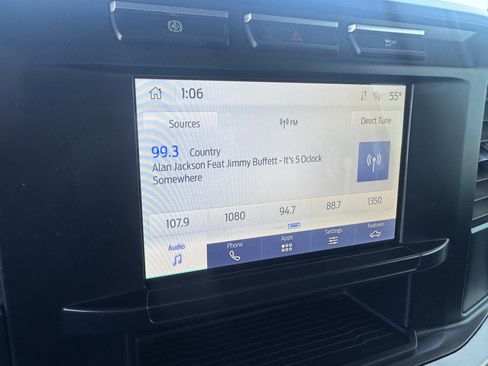 1:06
55°
Sources
FM
Direct Tune
99.3 Country
Alan Jackson Feat Jimmy Buffett - It's 5 Oclock
Somewhere
107.9
1080
94.7
88.7
1350
Audio
Phone
Apps
Settings
Features